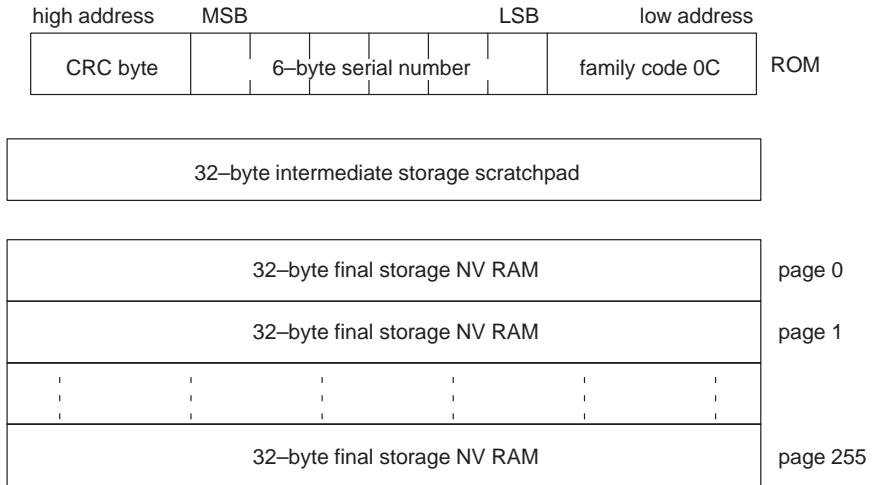 high address MSB LSB low address
CRC byte 6–byte serial number family code 0C ROM
32–byte intermediate storage scratchpad
32–byte final storage NV RAM page 0
32–byte final storage NV RAM page 1
32–byte final storage NV RAM page 255